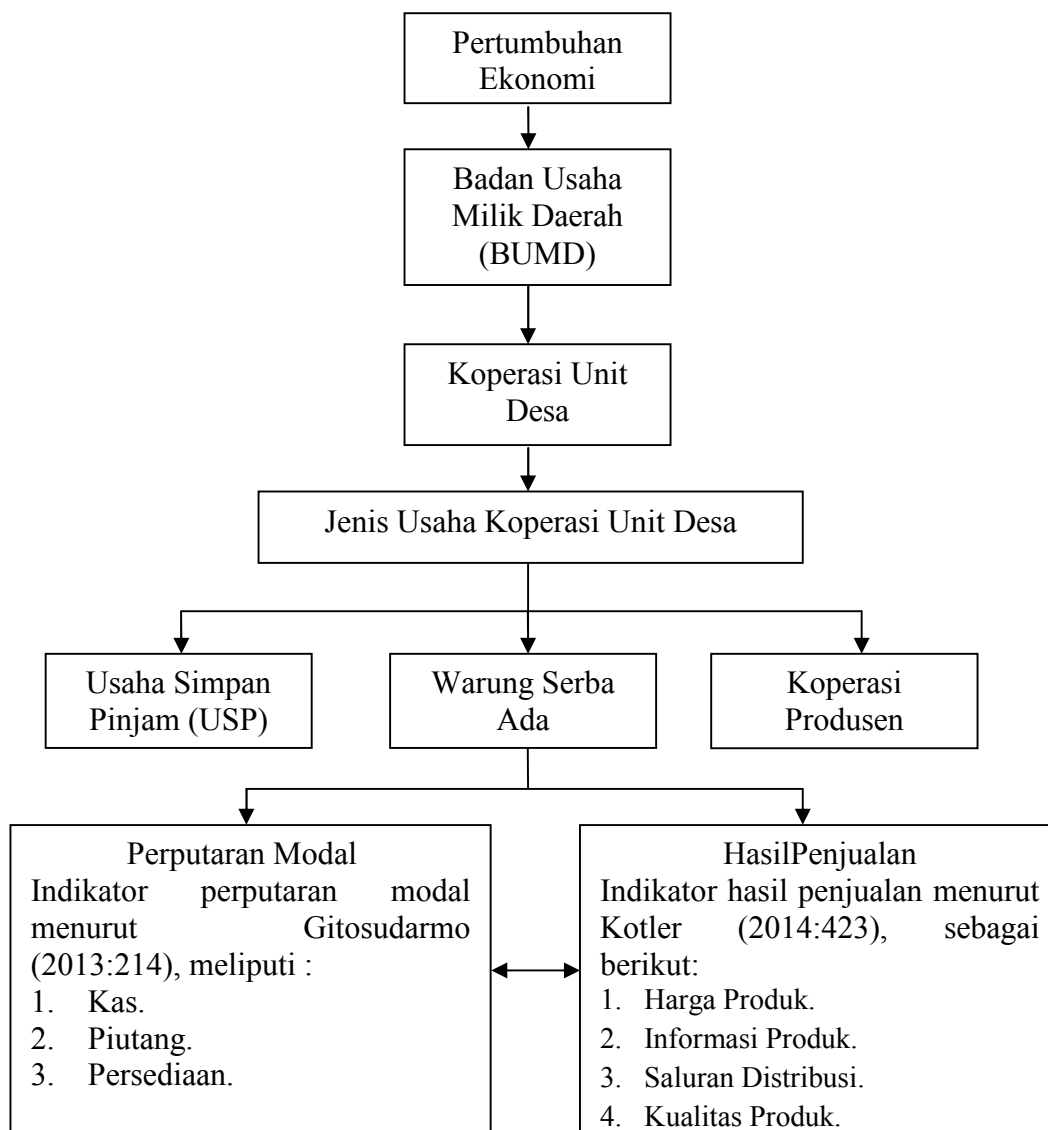 Pertumbuhan
Ekonomi
Badan Usaha
Milik Daerah
(BUMD)
Koperasi Unit
Desa
Jenis Usaha Koperasi Unit Desa
Usaha Simpan
Pinjam (USP)
Warung Serba
Ada
Koperasi
Produsen
Perputaran Modal
Indikator perputaran modal
menurut Gitosudarmo
(2013:214), meliputi :
1. Kas.
2. Piutang.
3. Persediaan.
HasilPenjualan
Indikator hasil penjualan menurut
Kotler (2014:423), sebagai
berikut:
1. Harga Produk.
2. Informasi Produk.
3. Saluran Distribusi.
4. Kualitas Produk.